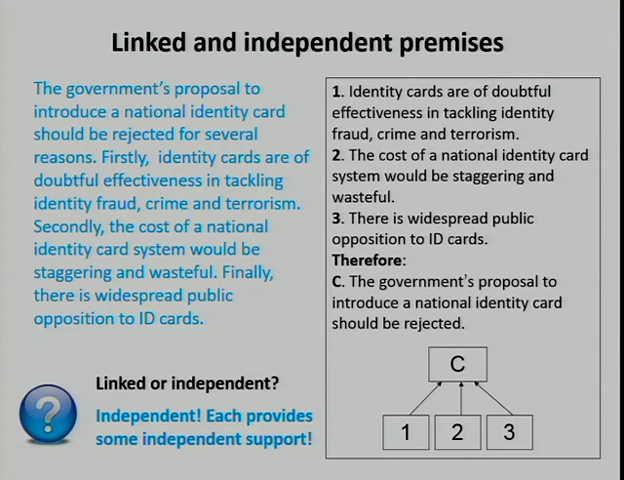 Linked and independent premises
The government's proposal to
introduce a national identity card
should be rejected for several
reasons. Firstly, identity cards are of
doubtful effectiveness in tackling
identity fraud, crime and terrorism.
Secondly, the cost of a national
identity card system would be
staggering and wasteful. Finally,
there is widespread public
opposition to ID cards.
Linked or independent?
Independent! Each provides
some independent support!
?
1. Identity cards are of doubtful
effectiveness in tackling identity
fraud, crime and terrorism.
2. The cost of a national identity card
system would be staggering and
wasteful.
3. There is widespread public
opposition to ID cards.
Therefore:
C. The government's proposal to
introduce a national identity card
should be rejected.
C
1 2 3